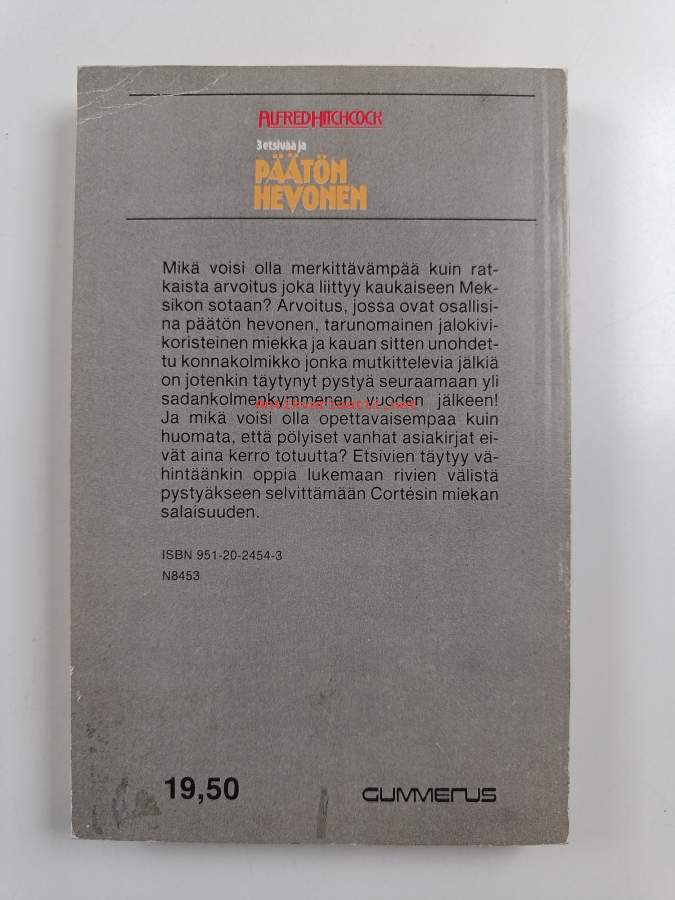 ALFRED HITCHCOCK
3 etsivää ja
PÄÄTÖN
HEVONEN
Mikä voisi olla merkittävämpää kuin rat-
kaista arvoitus joka liittyy kaukaiseen Mek-
sikon sotaan? Arvoitus, jossa ovat osallisi-
na päätön hevonen, tarunomainen jalokivi-
koristeinen miekka ja kauan sitten unohdet-
tu konnakolmikko jonka mutkittelevia jälkiä
on jotenkin täytynyt pystyä seuraamaan yli
sadankolmenkymmenen vuoden jälkeen!
Antikvariaatti.net
Ja mikä voisi olla opettavaisempaa kuin
huomata, että pölyiset vanhat asiakirjat ei-
vät aina kerro totuutta? Etsivien täytyy vä-
hintäänkin oppia lukemaan rivien välistä
pystyäkseen selvittämään Cortésin miekan
salaisuuden.
ISBN 951-20-2454-3
N8453
19,50
GUMMERUS